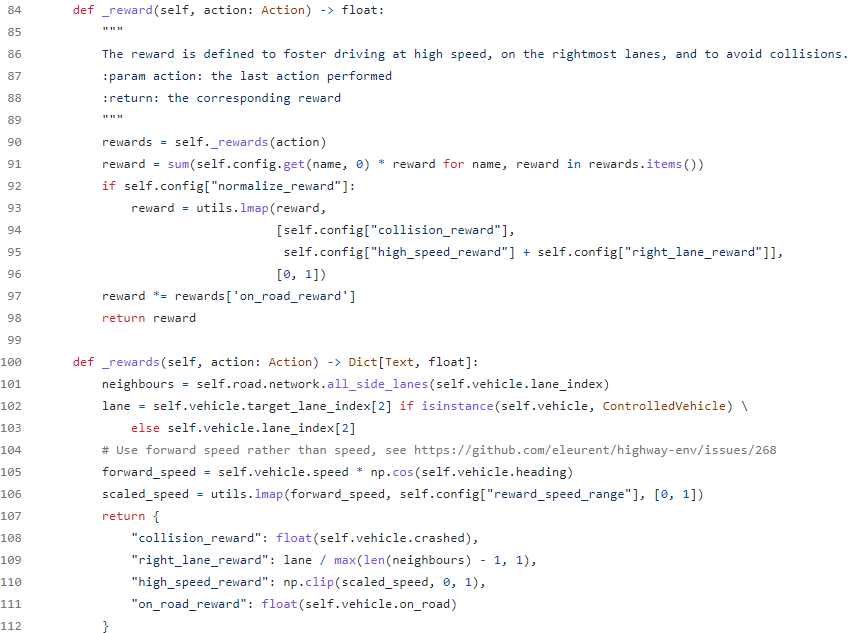 84 def _reward(self, action: Action) -> float:
85 """
86 The reward is defined to foster driving at high speed, on the rightmost lanes, and to avoid collisions.
87 :param action: the last action performed
88 :return: the corresponding reward
89 """
90 rewards = self._rewards(action)
91 reward = sum(self.config.get(name, 0) * reward for name, reward in rewards.items())
92 if self.config["normalize_reward"]:
93 reward = utils.lmap(reward,
94 [self.config["collision_reward"],
95 self.config["high_speed_reward"] + self.config["right_lane_reward"]],
96 [0, 1])
97 reward *= rewards['on_road_reward']
98 return reward
99
100 def _rewards(self, action: Action) -> Dict[Text, float]:
101 neighbours = self.road.network.all_side_lanes(self.vehicle.lane_index)
102 lane = self.vehicle.target_lane_index[2] if isinstance(self.vehicle, ControlledVehicle) \
103 else self.vehicle.lane_index[2]
104 # Use forward speed rather than speed, see https://github.com/eleurent/highway-env/issues/268
105 forward_speed = self.vehicle.speed * np.cos(self.vehicle.heading)
106 scaled_speed = utils.lmap(forward_speed, self.config["reward_speed_range"], [0, 1])
107 return {
108 "collision_reward": float(self.vehicle.crashed),
109 "right_lane_reward": lane / max(len(neighbours) - 1, 1),
110 "high_speed_reward": np.clip(scaled_speed, 0, 1),
111 "on_road_reward": float(self.vehicle.on_road)
112 }